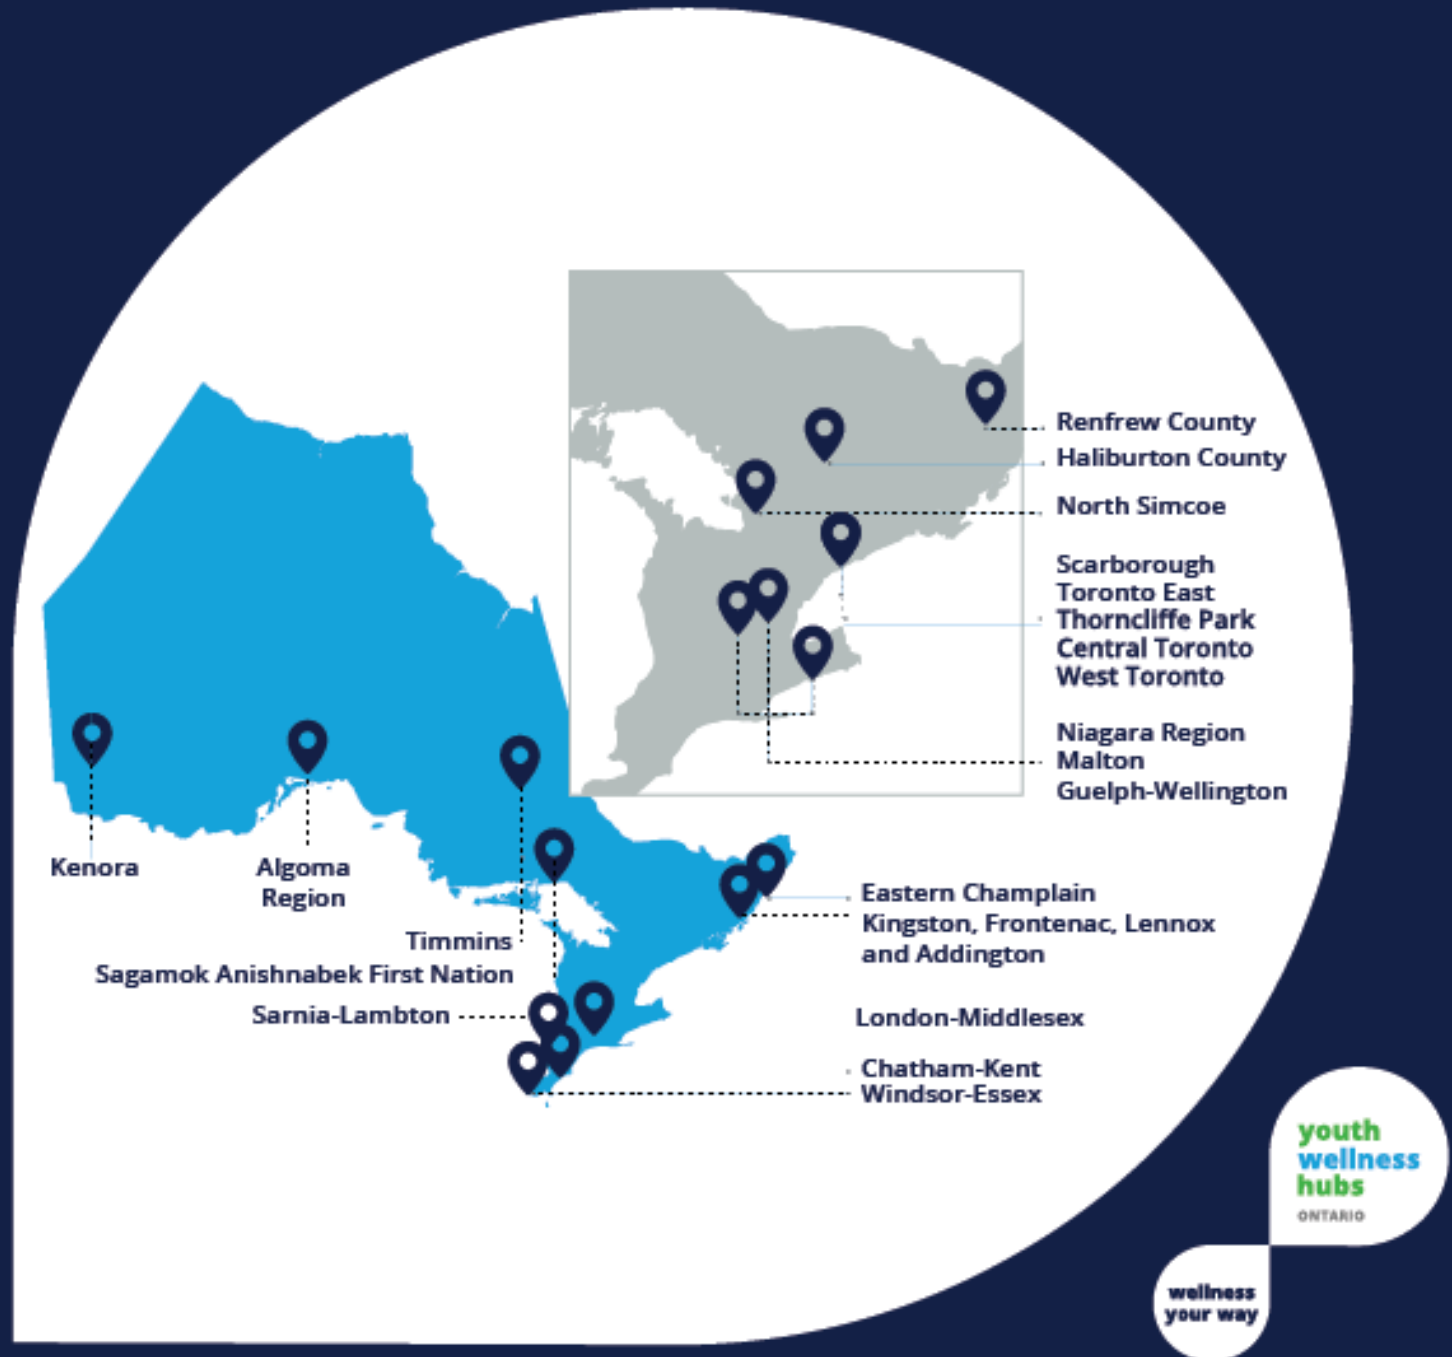 Renfrew County
Haliburton County
North Simcoe
Scarborough
Toronto East
Thorncliffe Park
Central Toronto
West Toronto
Niagara Region
Malton
Guelph-Wellington
Kenora
Algoma
Region
Timmins
Sagamok Anishnabek First Nation
Sarnia-Lambton
Eastern Champlain
Kingston, Frontenac, Lennox
and Addington
London-Middlesex
Chatham-Kent
Windsor-Essex
youth
wellness
hubs
ONTARIO
wellness
your way